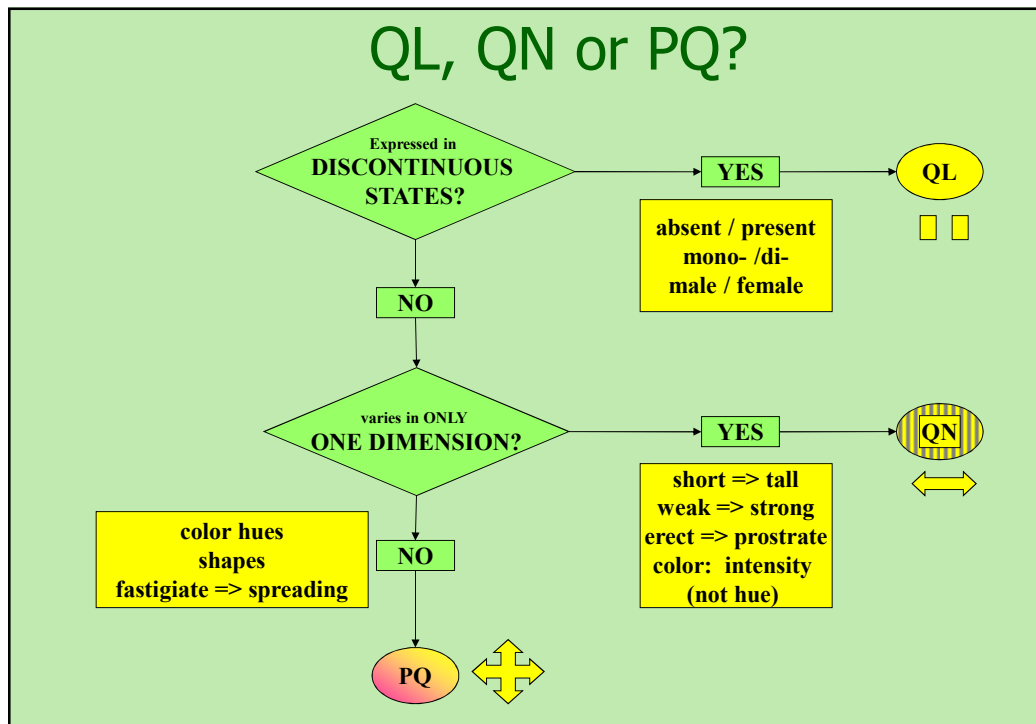 QL, QN or PQ?
Expressed in
DISCONTINUOUS
STATES?
YES
QL
absent / present
mono- /di-
male / female
NO
varies in ONLY
ONE DIMENSION?
YES
QN
short => tall
weak => strong
erect => prostrate
color: intensity
(not hue)
color hues
shapes
fastigiate => spreading
NO
PQ